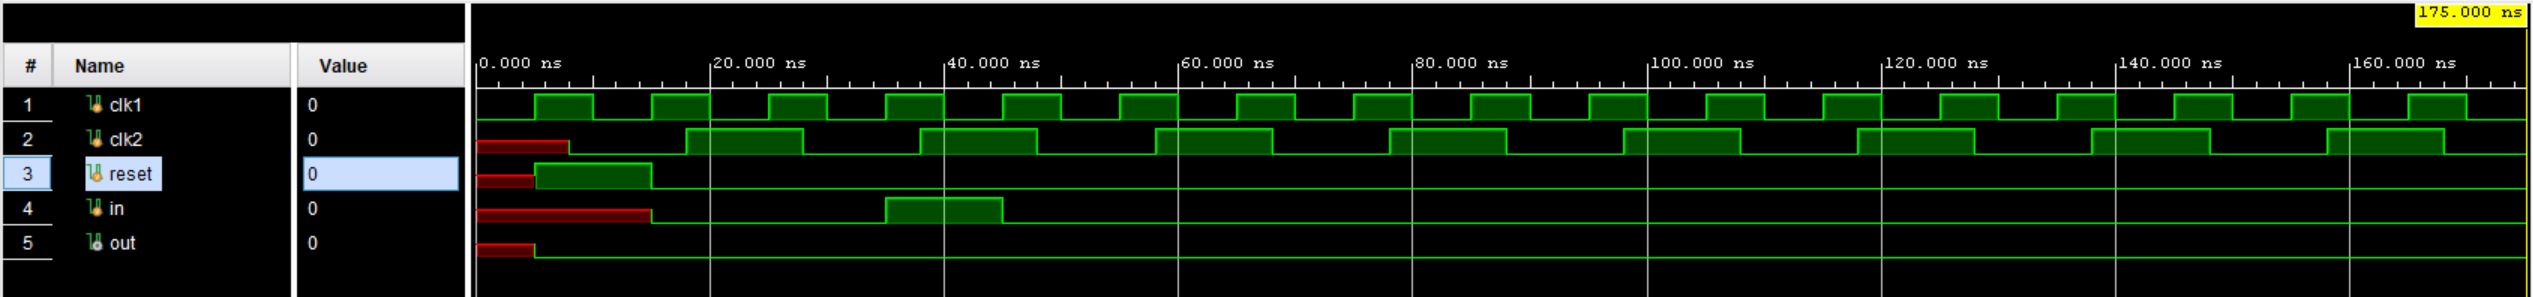 175.000 ns
# Name Value
0.000 ns 20.000 ns 40.000 ns 60.000 ns 80.000 ns 100.000 ns 120.000 ns 140.000 ns 160.000 ns
1 clk1 0
2 clk2 0
3 reset 0
4 in 0
5 out 0